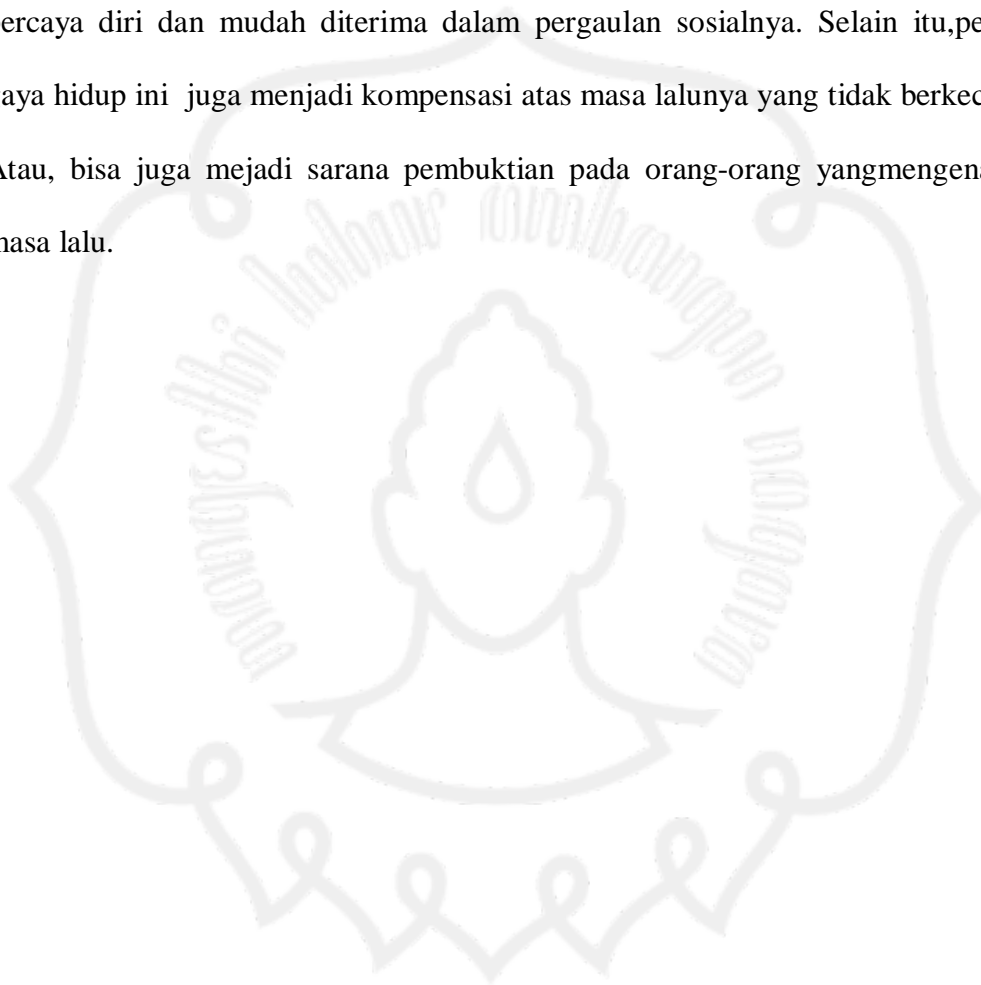 percaya diri dan mudah diterima dalam pergaulan sosialnya. Selain itu,pe
aya hidup ini juga menjadi kompensasi atas masa lalunya yang tidak berkec
Atau, bisa juga mejadi sarana pembuktian pada orang-orang yangmengena
masa lalu.